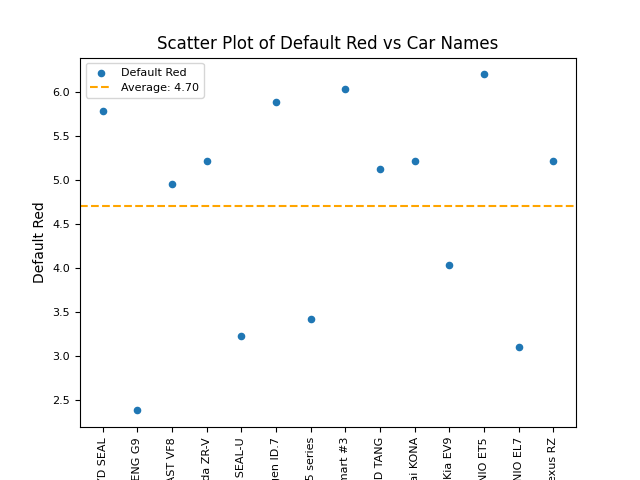 Scatter Plot of Default Red vs Car Names
Default Red
Average: 4.70
Default Red
6.0
5.5
5.0
4.5
4.0
3.5
3.0
2.5
D SEAL
ENG G9
AST VF8
da ZR-V
SEAL-U
gen ID.7
5 series
mart #3
D TANG
ai KONA
Kia EV9
NIO ET5
NIO EL7
exus RZ